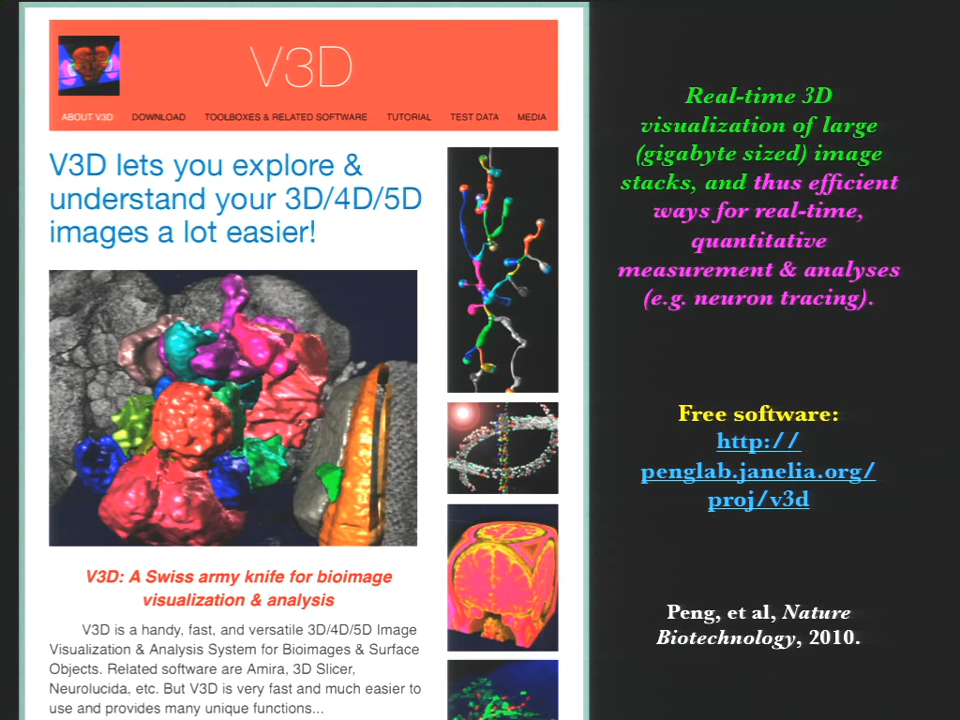 V3D
ABOUT V3D DOWNLOAD TOOLBOXES & RELATED SOFTWARE TUTORIAL TEST DATA MEDIA
V3D lets you explore &
understand your 3D/4D/5D
images a lot easier!
V3D: A Swiss army knife for bioimage
visualization & analysis
V3D is a handy, fast, and versatile 3D/4D/5D Image
Visualization & Analysis System for Bioimages & Surface
Objects. Related software are Amira, 3D Slicer,
Neurolucida, etc. But V3D is very fast and much easier to
use and provides many unique functions...
Real-time 3D
visualization of large
(gigabyte sized) image
stacks, and thus efficient
ways for real-time,
quantitative
measurement & analyses
(e.g. neuron tracing).
Free software:
http://
penglab.janelia.org/
proj/v3d
Peng, et al, Nature
Biotechnology, 2010.